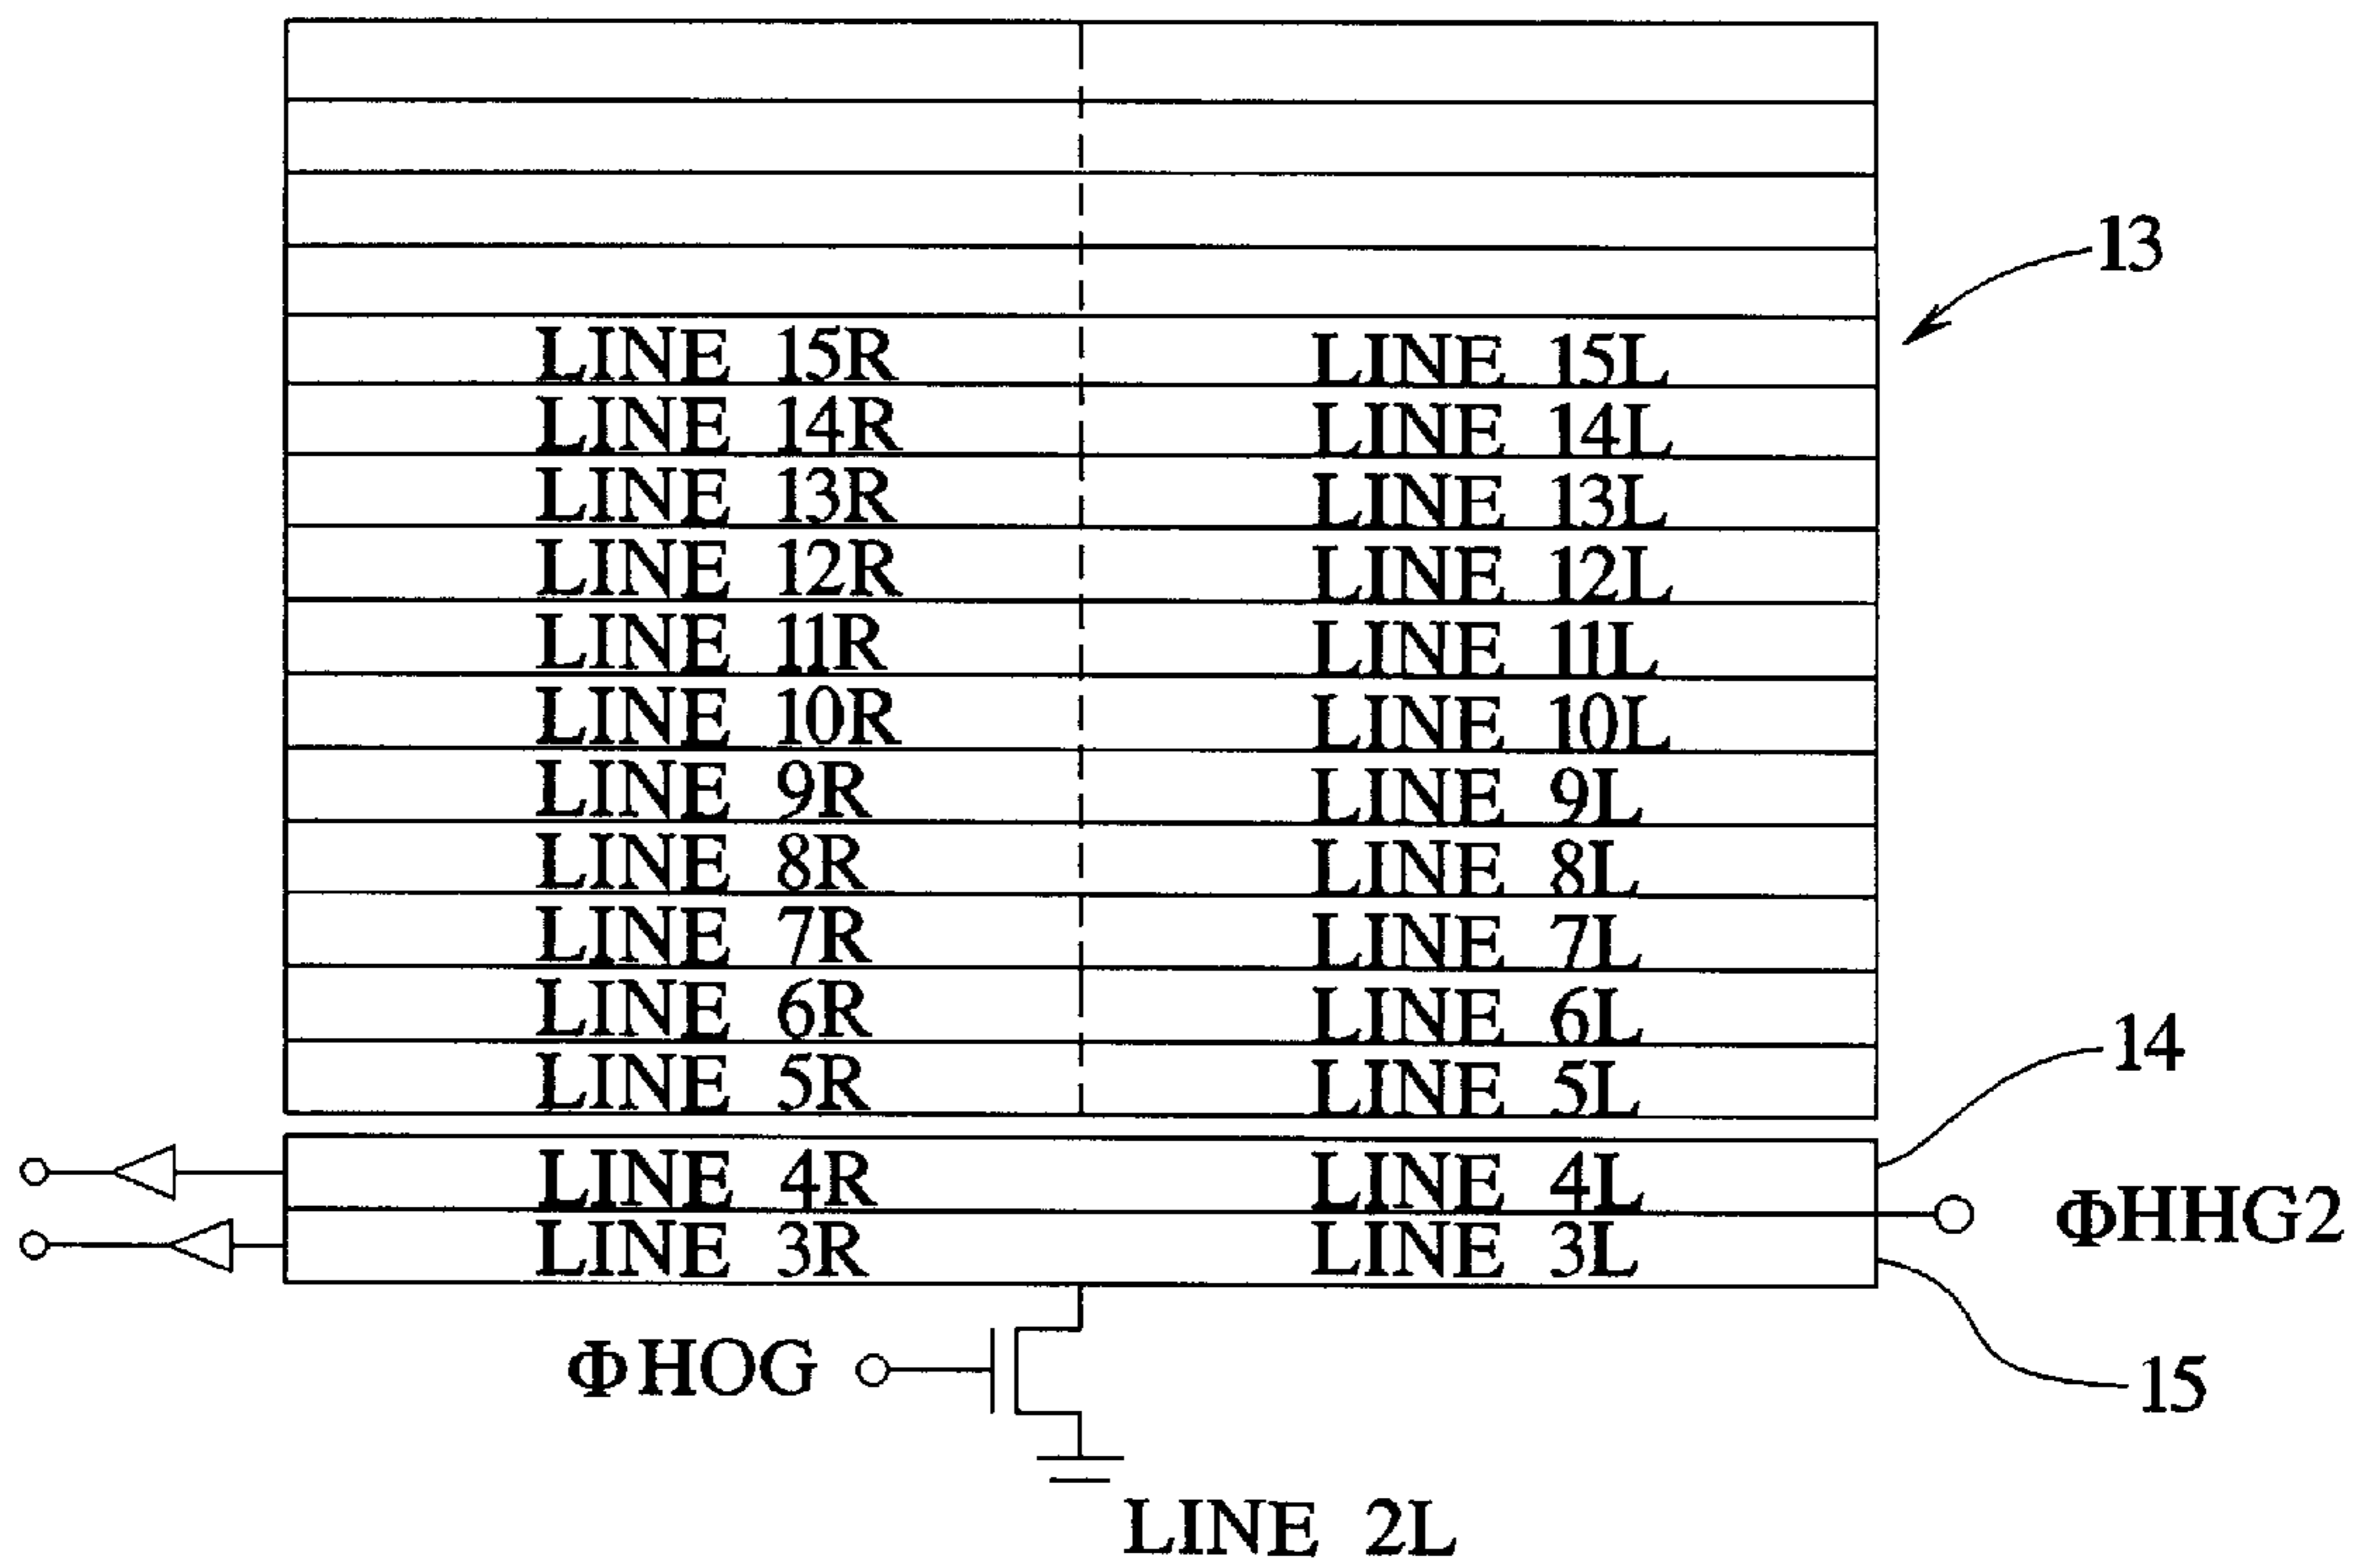 13
LINE 15R LINE 15L
LINE 14R LINE 14L
LINE 13R LINE 13L
LINE 12R LINE 12L
LINE 11R LINE 11L
LINE 10R LINE 10L
LINE 9R LINE 9L
LINE 8R LINE 8L
LINE 7R LINE 7L
LINE 6R LINE 6L
14
LINE 5R LINE 5L
LINE 4R LINE 4L
ΦHHG2
LINE 3R LINE 3L
ΦHOG
15
LINE 2L